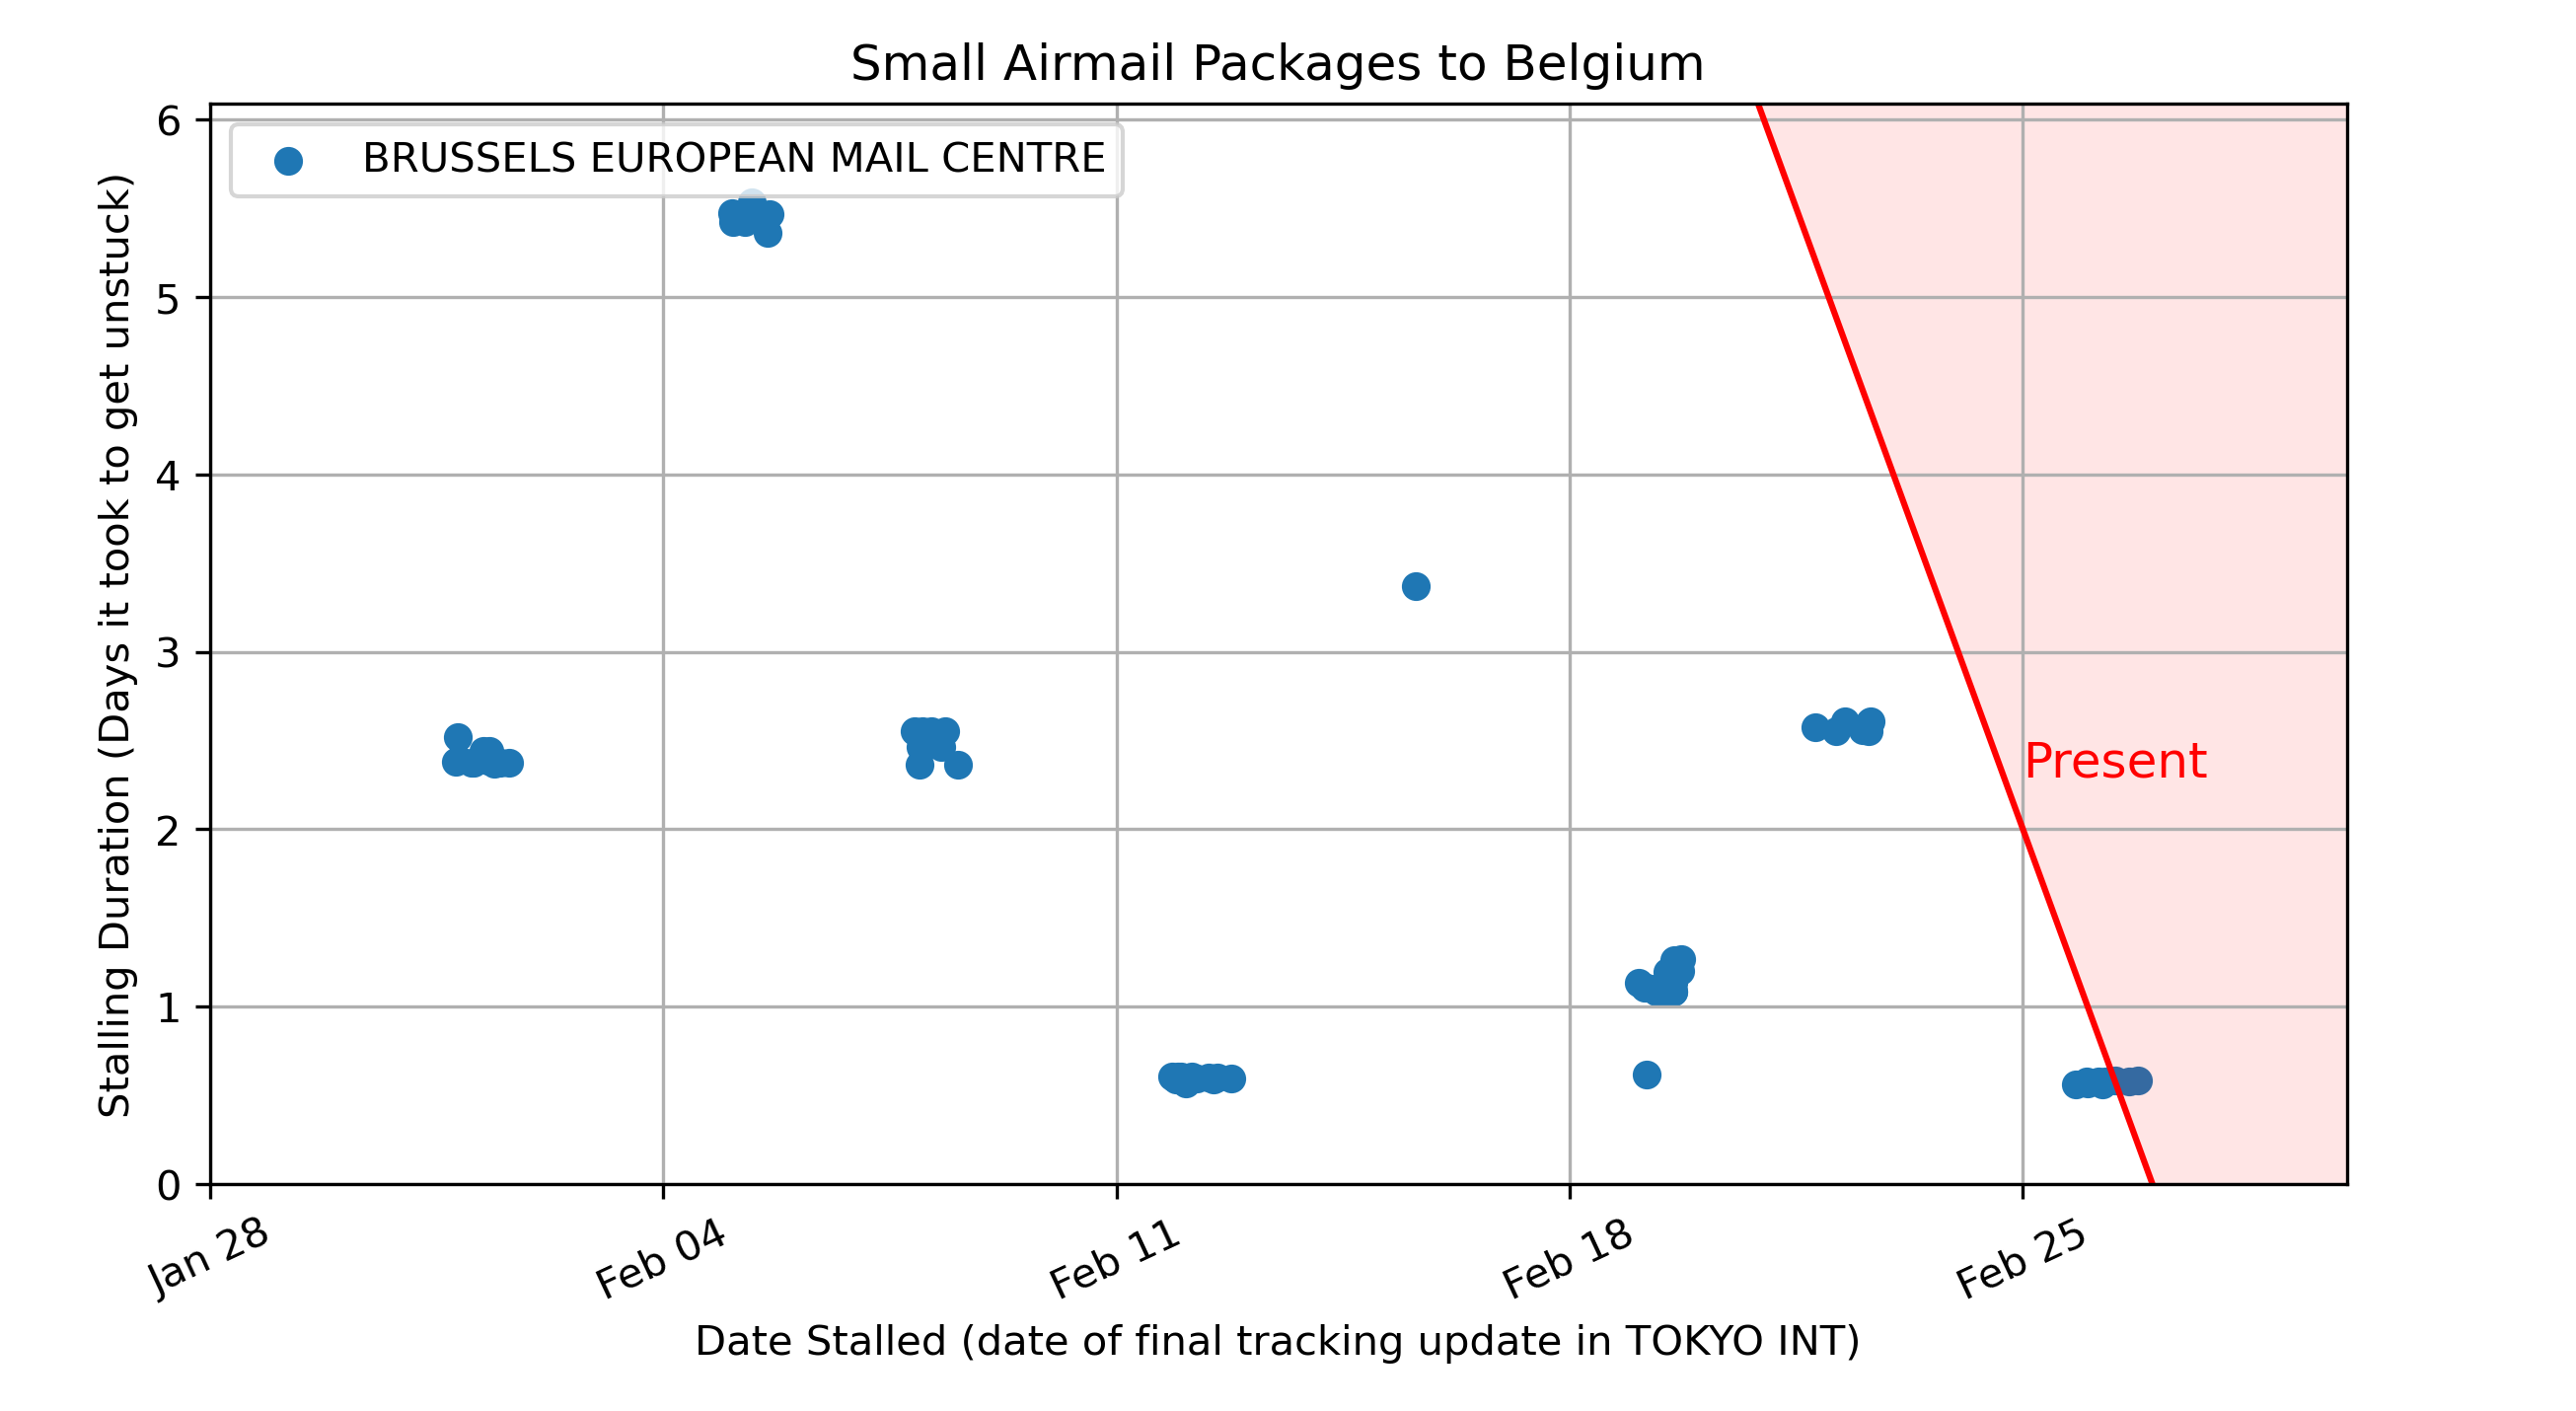 Small Airmail Packages to Belgium
BRUSSELS EUROPEAN MAIL CENTRE
Stalling Duration (Days it took to get unstuck)
6
5
4
3
2
1
0
Present
Jan 28
Feb 04
Feb 11
Feb 18
Feb 25
Date Stalled (date of final tracking update in TOKYO INT)